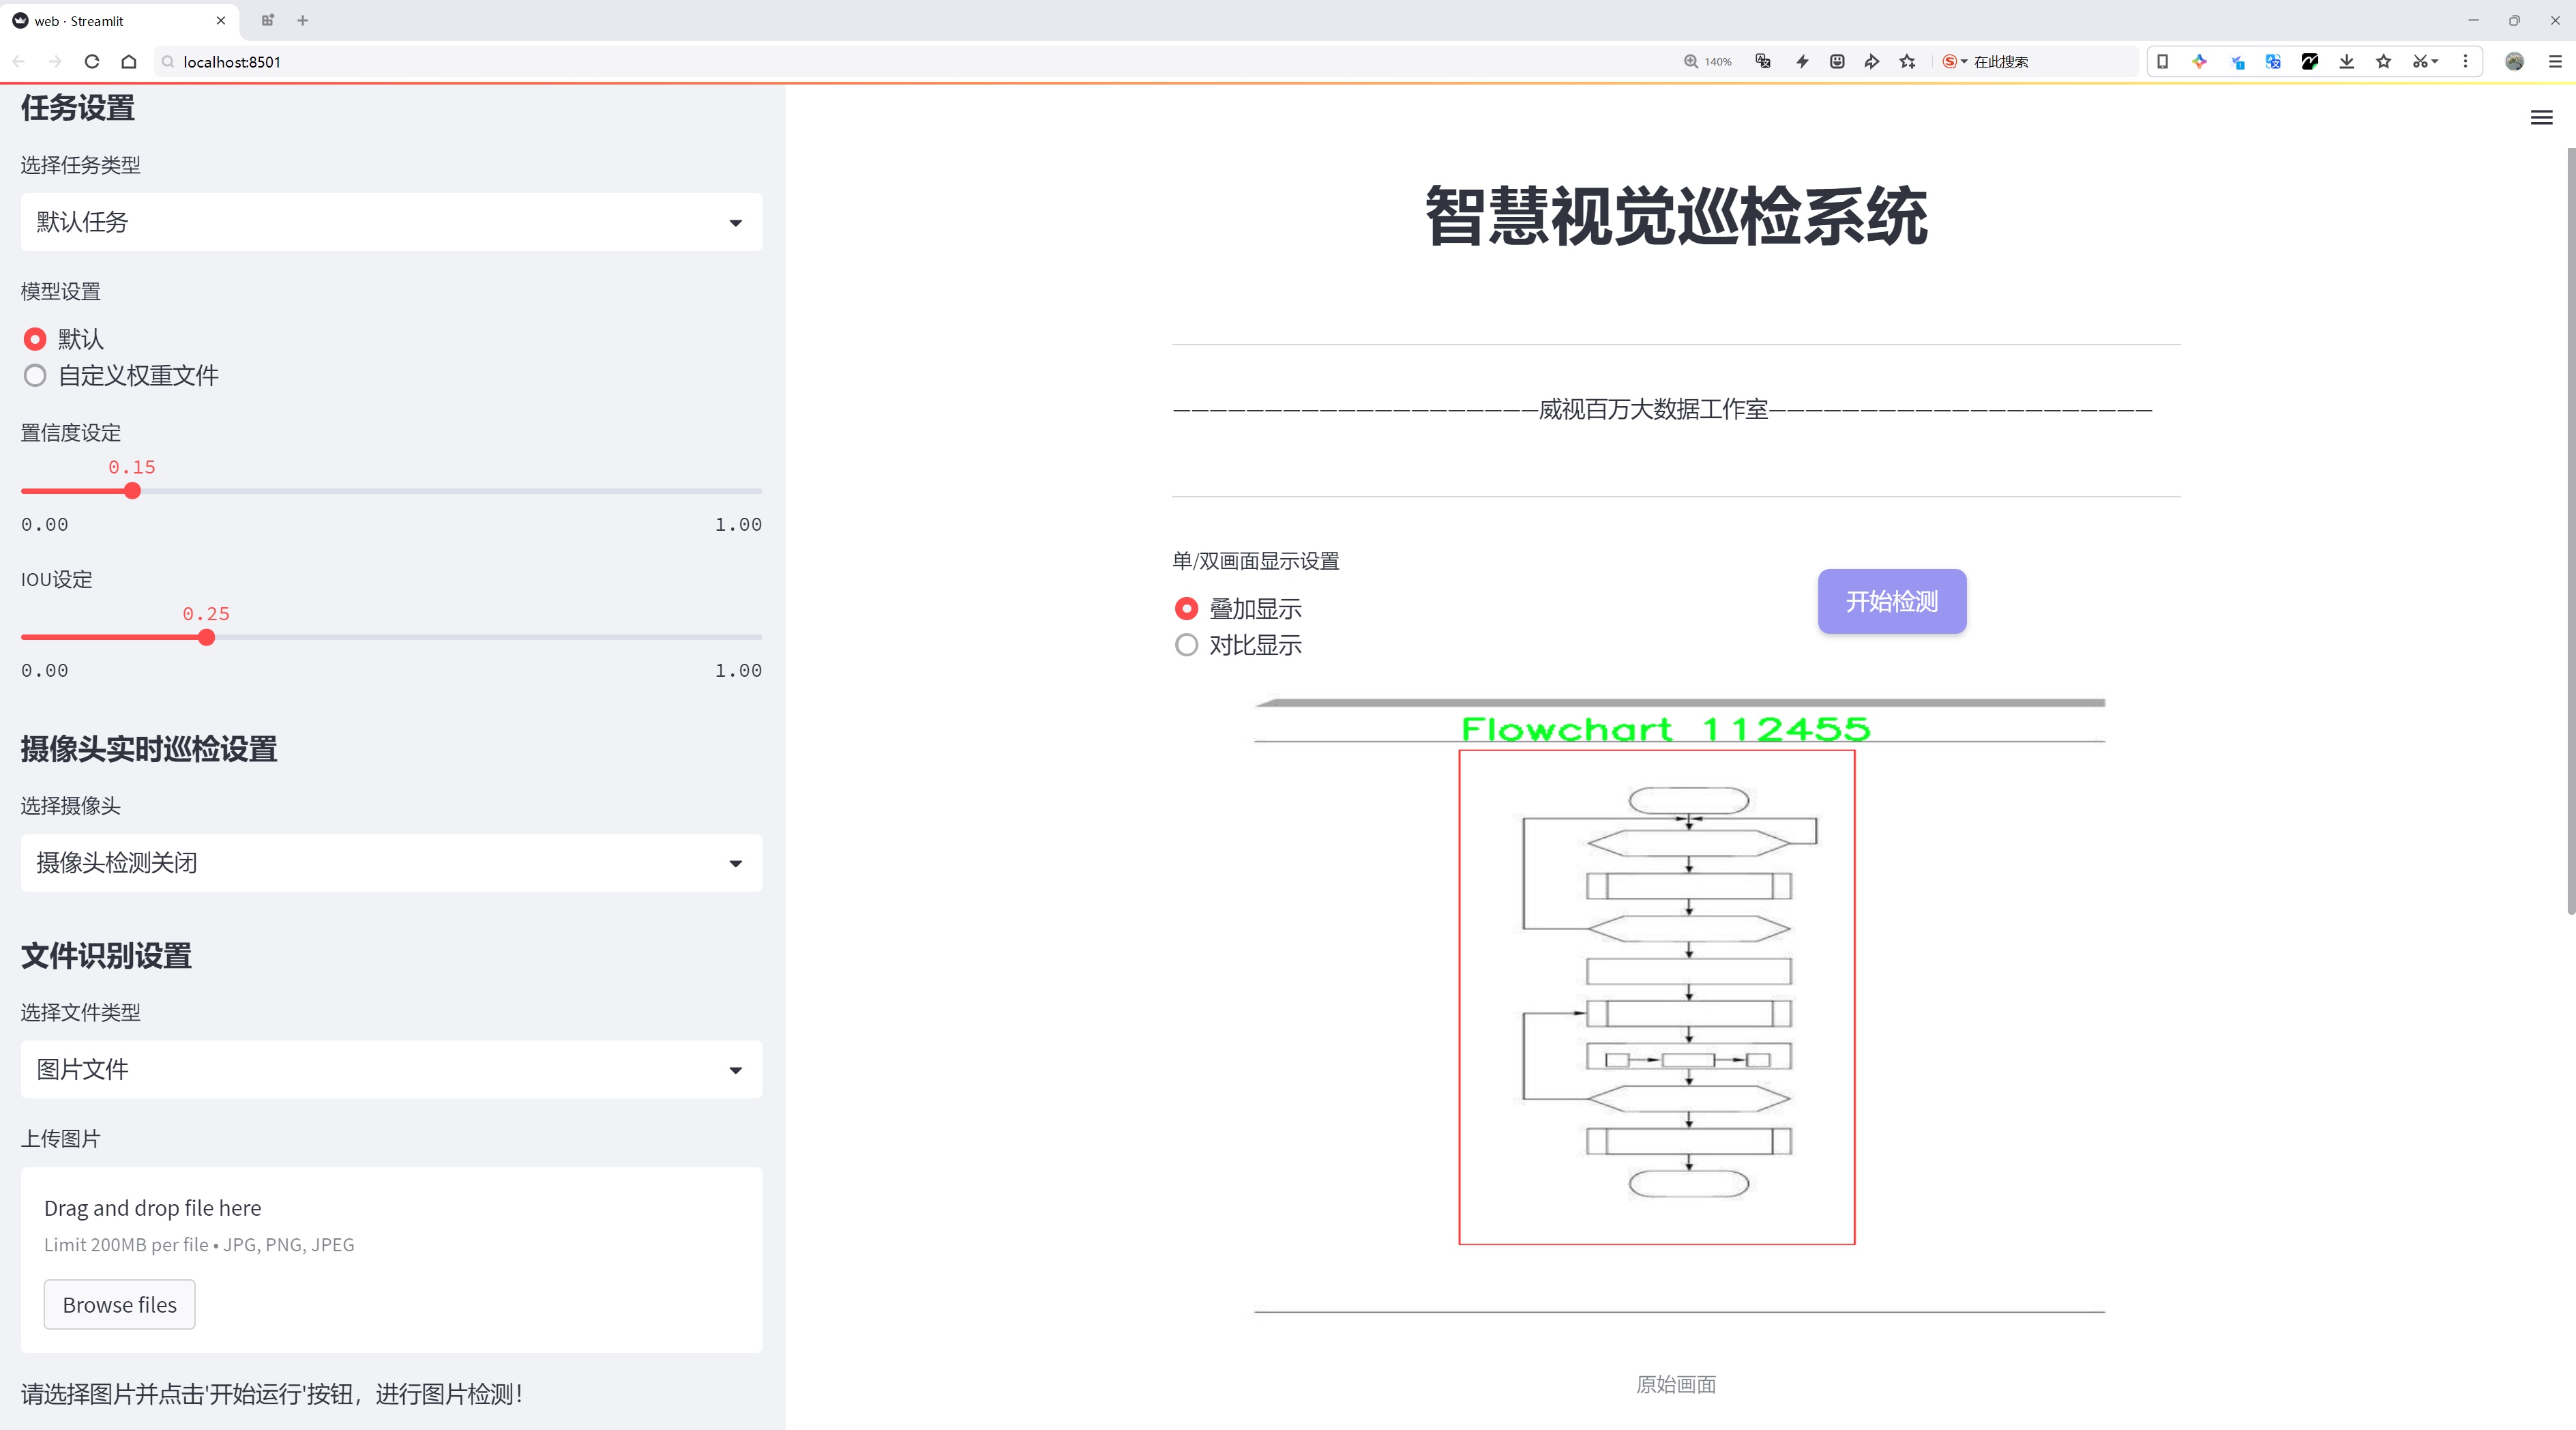 web · Streamlit
localhost:8501
140%
在此搜索
任务设置
选择任务类型
默认任务
模型设置
默认
自定义权重文件
置信度设定
0.15
0.00 1.00
IOU设定
0.25
0.00 1.00
摄像头实时巡检设置
选择摄像头
摄像头检测关闭
文件识别设置
选择文件类型
图片文件
上传图片
Drag and drop file here
Limit 200MB per file • JPG, PNG, JPEG
Browse files
请选择图片并点击'开始运行'按钮，进行图片检测！
智慧视觉巡检系统
————————————————————威视百万大数据工作室—————————————————————
单/双画面显示设置
叠加显示
对比显示
开始检测
Flowchart 112455
原始画面